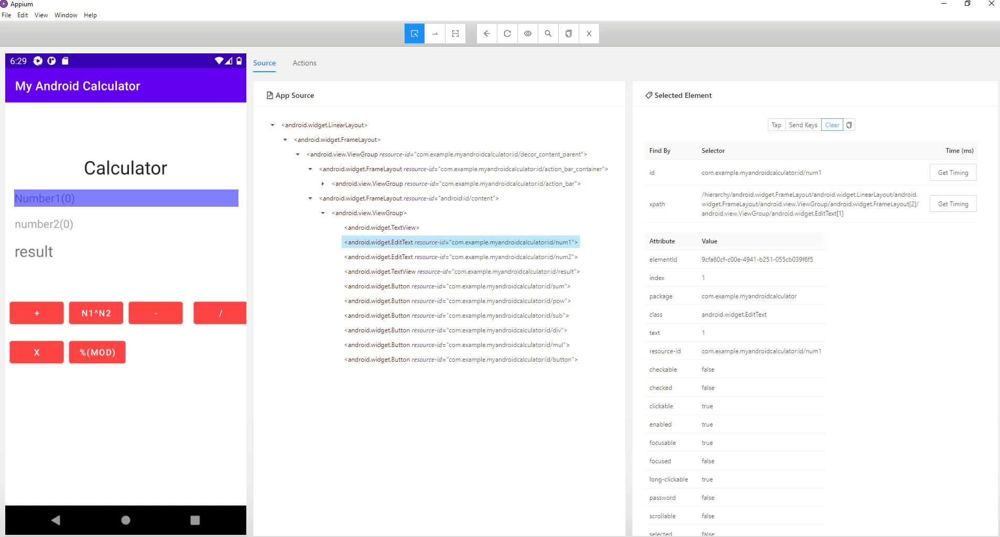 Appium
File Edit View Window Help
6:29
My Android Calculator
Calculator
Number1(0)
number2(0)
result
+ N1^N2 - /
X %(MOD)
Source Actions
App Source
<android.widget.LinearLayout>
<android.widget.FrameLayout>
<android.view.ViewGroup resource-id="com.example.myandroidcalculator:id/decor_content_parent">
<android.widget.FrameLayout resource-id="com.example.myandroidcalculator:id/action_bar_container">
<android.view.ViewGroup resource-id="com.example.myandroidcalculator:id/action_bar">
<android.widget.FrameLayout resource-id="android:id/content">
<android.view.ViewGroup>
<android.widget.TextView>
<android.widget.EditText resource-id="com.example.myandroidcalculator:id/num1">
<android.widget.EditText resource-id="com.example.myandroidcalculator:id/num2">
<android.widget.TextView resource-id="com.example.myandroidcalculator:id/result">
<android.widget.Button resource-id="com.example.myandroidcalculator:id/sum">
<android.widget.Button resource-id="com.example.myandroidcalculator:id/pow">
<android.widget.Button resource-id="com.example.myandroidcalculator:id/sub">
<android.widget.Button resource-id="com.example.myandroidcalculator:id/div">
<android.widget.Button resource-id="com.example.myandroidcalculator:id/mul">
<android.widget.Button resource-id="com.example.myandroidcalculator:id/button">
Selected Element
Tap Send Keys Clear
Find By Selector Time (ms)
id com.example.myandroidcalculator:id/num1 Get Timing
/hierarchy/android.widget.FrameLayout/android.widget.LinearLayout/android.
xpath widget.FrameLayout/android.view.ViewGroup/android.widget.FrameLayout[2]/ Get Timing
android.view.ViewGroup/android.widget.EditText[1]
Attribute Value
elementId 9cfa60cf-c00e-4941-b251-055cb039f6f5
index 1
package com.example.myandroidcalculator
class android.widget.EditText
text 1
resource-id com.example.myandroidcalculator:id/num1
checkable false
checked false
clickable true
enabled true
focusable true
focused false
long-clickable true
password false
scrollable false
selected false